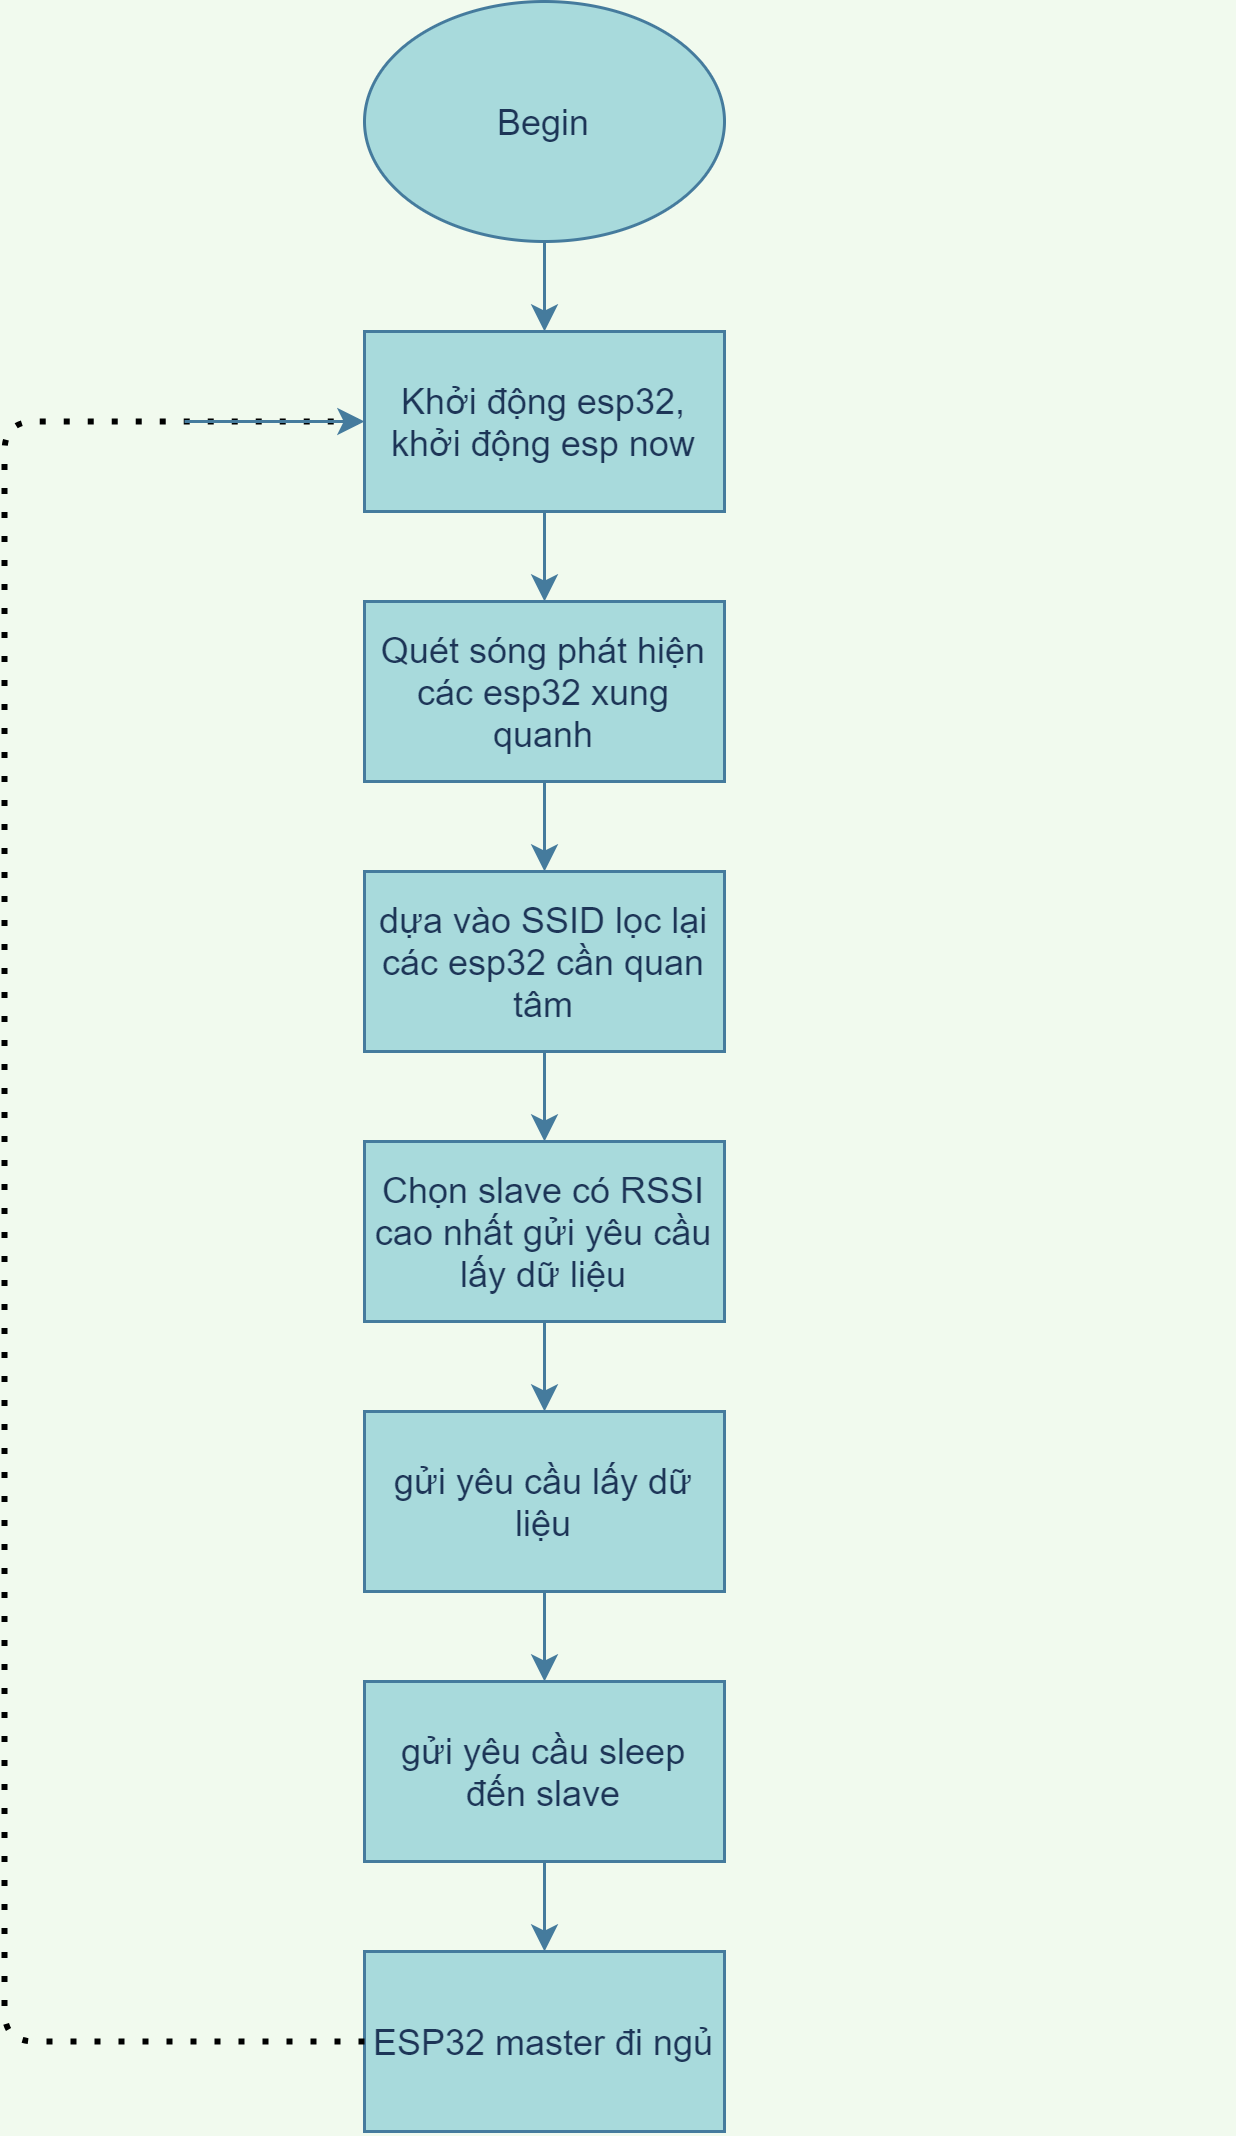 Begin
Khởi động esp32,
khởi động esp now
Quét sóng phát hiện
các esp32 xung
quanh
dựa vào SSID lọc lại
các esp32 cần quan
tâm
Chọn slave có RSSI
cao nhất gửi yêu cầu
lấy dữ liệu
gửi yêu cầu lấy dữ
liệu
gửi yêu cầu sleep
đến slave
ESP32 master đi ngủ